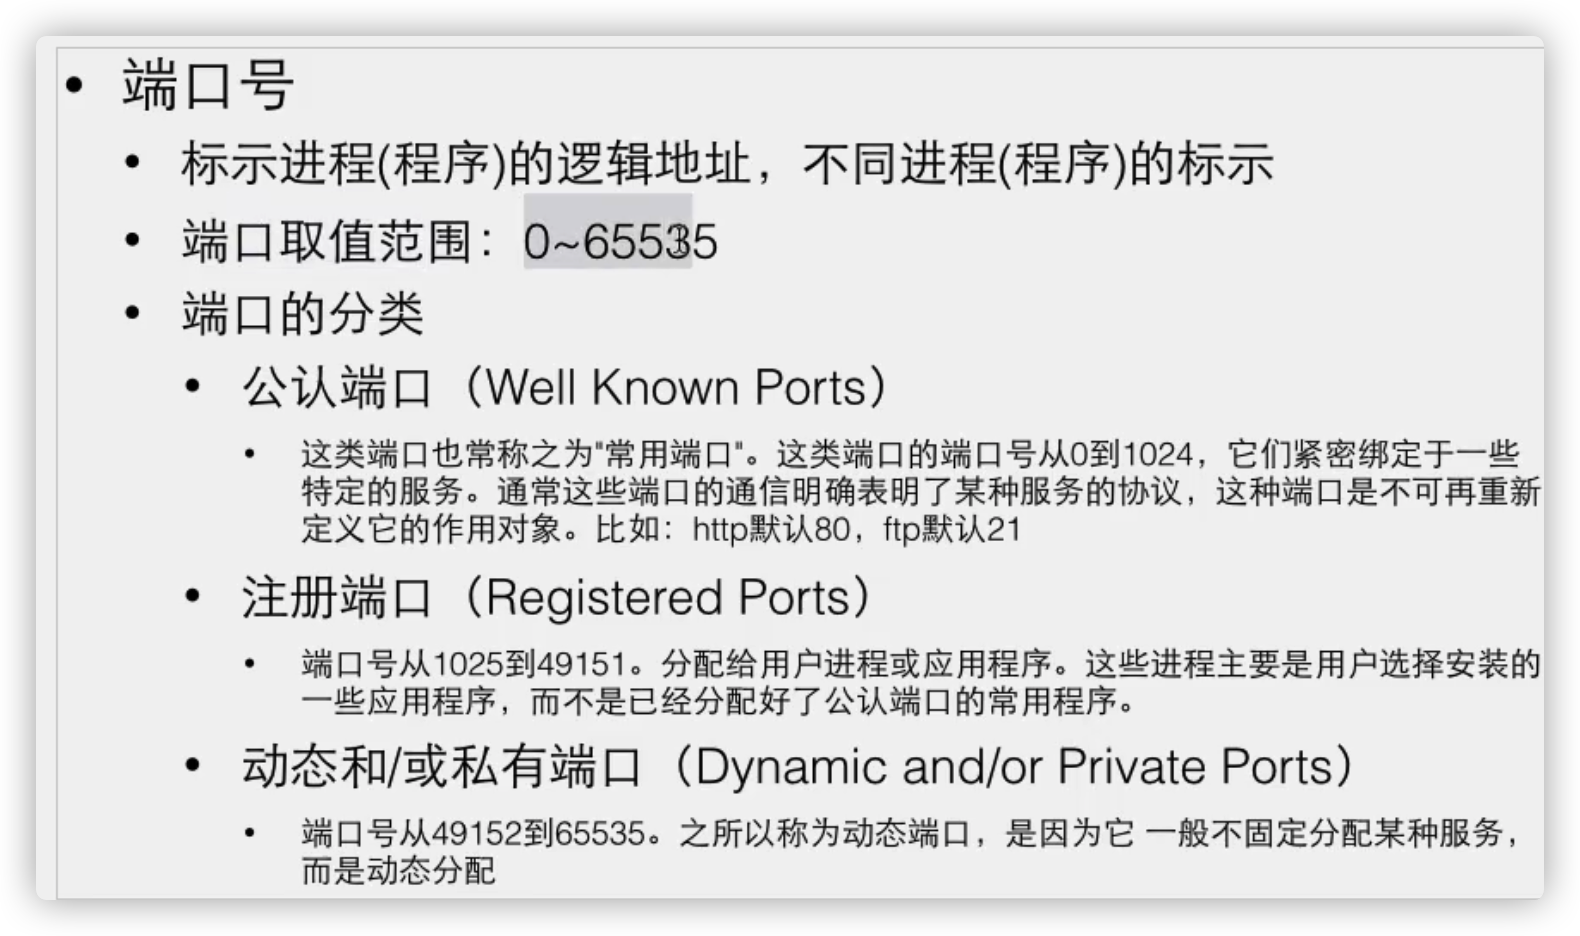 • 端口号
• 标示进程(程序)的逻辑地址，不同进程(程序)的标示
• 端口取值范围：0~65535
• 端口的分类
• 公认端口（Well Known Ports）
• 这类端口也常称之为"常用端口"。这类端口的端口号从0到1024，它们紧密绑定于一些
特定的服务。通常这些端口的通信明确表明了某种服务的协议，这种端口是不可再重新
定义它的作用对象。比如：http默认80，ftp默认21
• 注册端口（Registered Ports）
• 端口号从1025到49151。分配给用户进程或应用程序。这些进程主要是用户选择安装的
一些应用程序，而不是已经分配好了公认端口的常用程序。
• 动态和/或私有端口（Dynamic and/or Private Ports）
• 端口号从49152到65535。之所以称为动态端口，是因为它 一般不固定分配某种服务，
而是动态分配